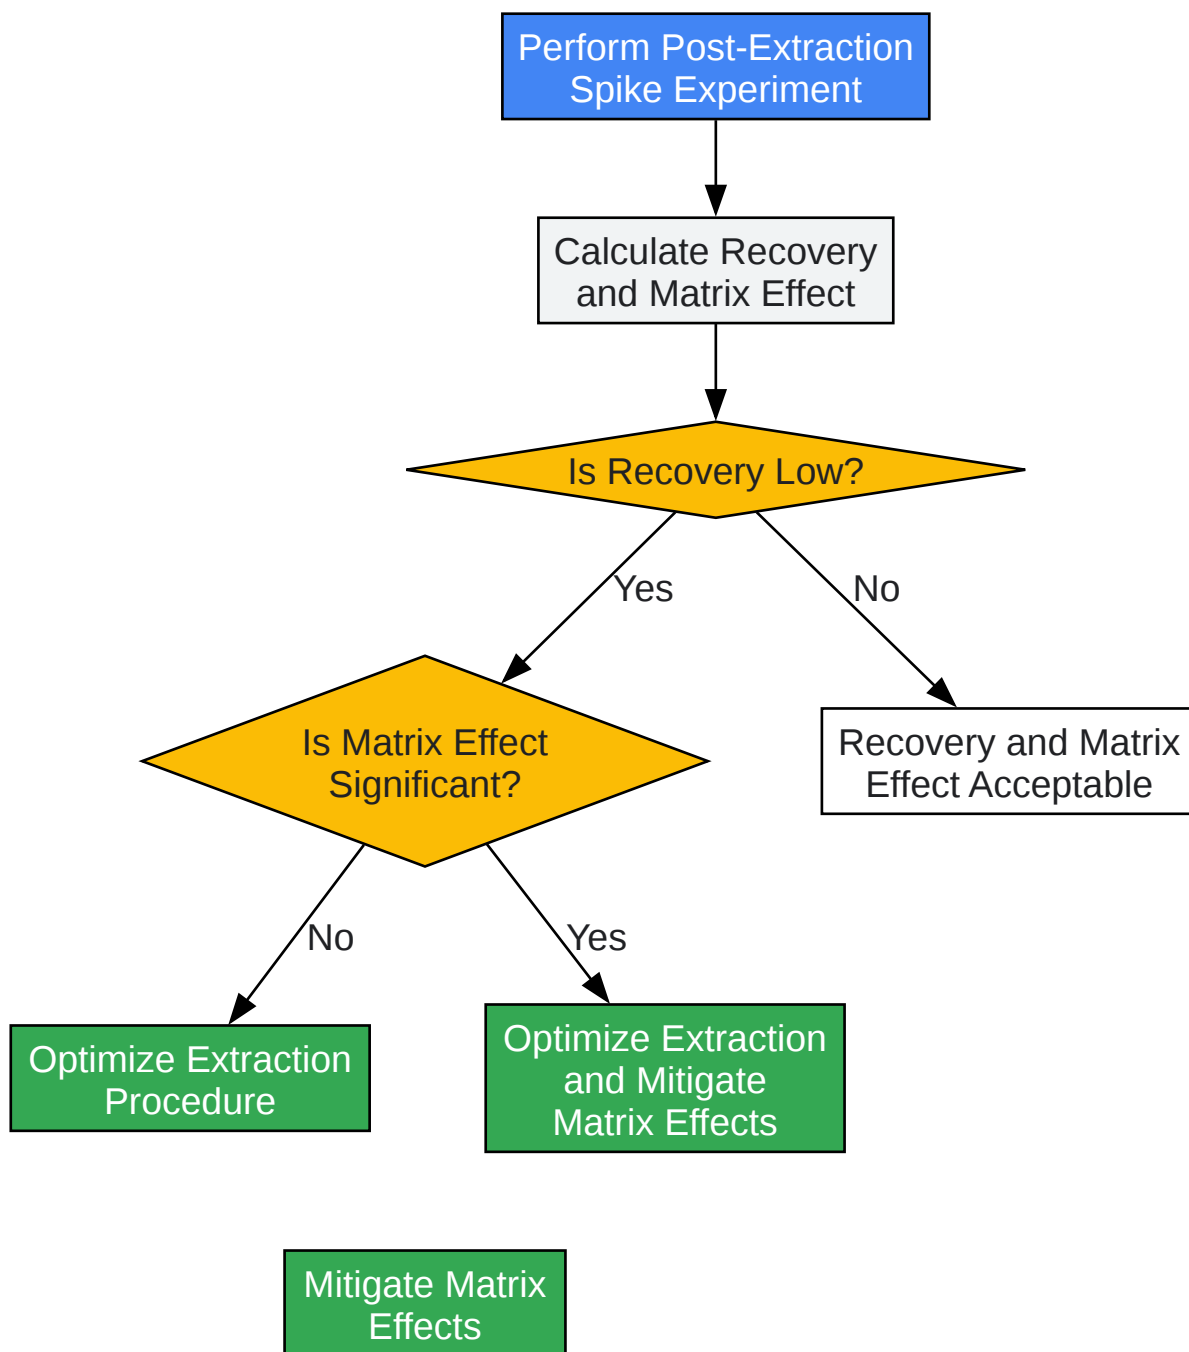 Perform Post-Extraction
Spike Experiment
Calculate Recovery
and Matrix Effect
Is Recovery Low?
Yes
No
Is Matrix Effect
Significant?
Recovery and Matrix
Effect Acceptable
No
Yes
Optimize Extraction
Procedure
Optimize Extraction
and Mitigate
Matrix Effects
Mitigate Matrix
Effects